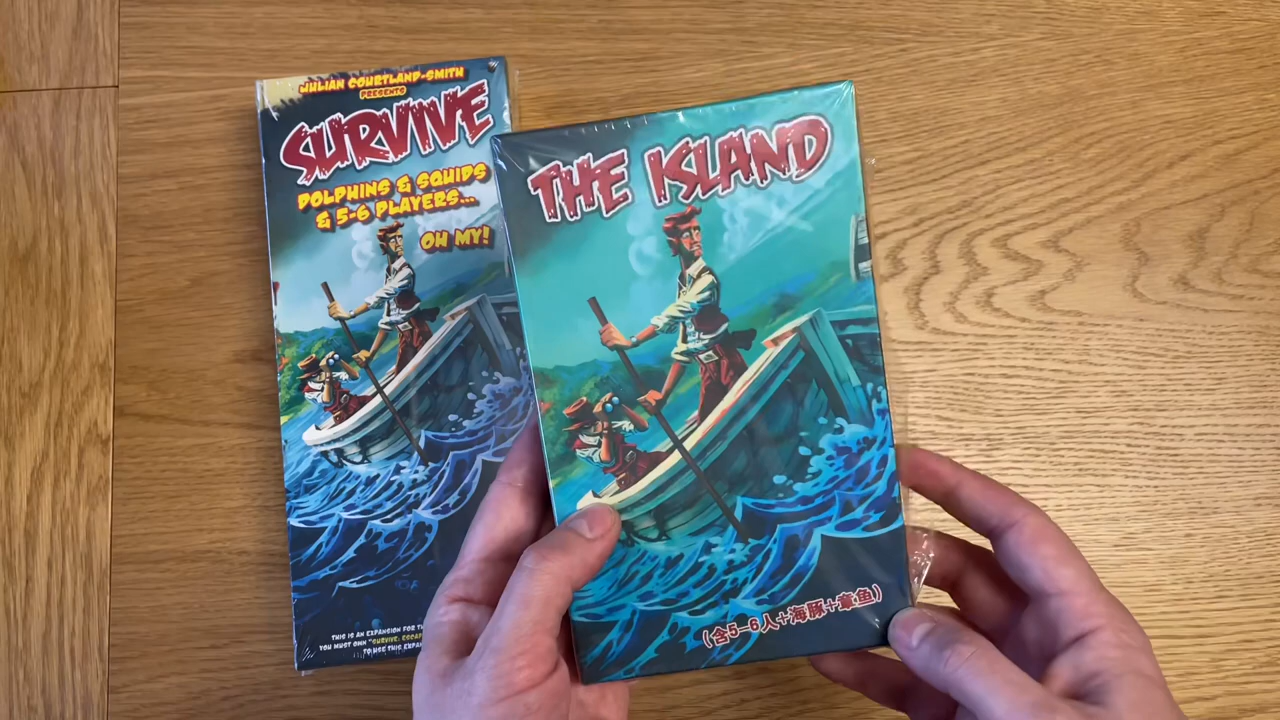 JULIAN COURTLAND-SMITH
PRESENTS
SURVIVE
DOLPHINS & SQUIDS
& 5-6 PLAYERS...
OH MY!
THIS IS AN EXPANSION FOR
YOU MUST OWN "SURVIVE:
TO USE THIS
THE ISLAND
(含5-6人+海豚+章鱼)